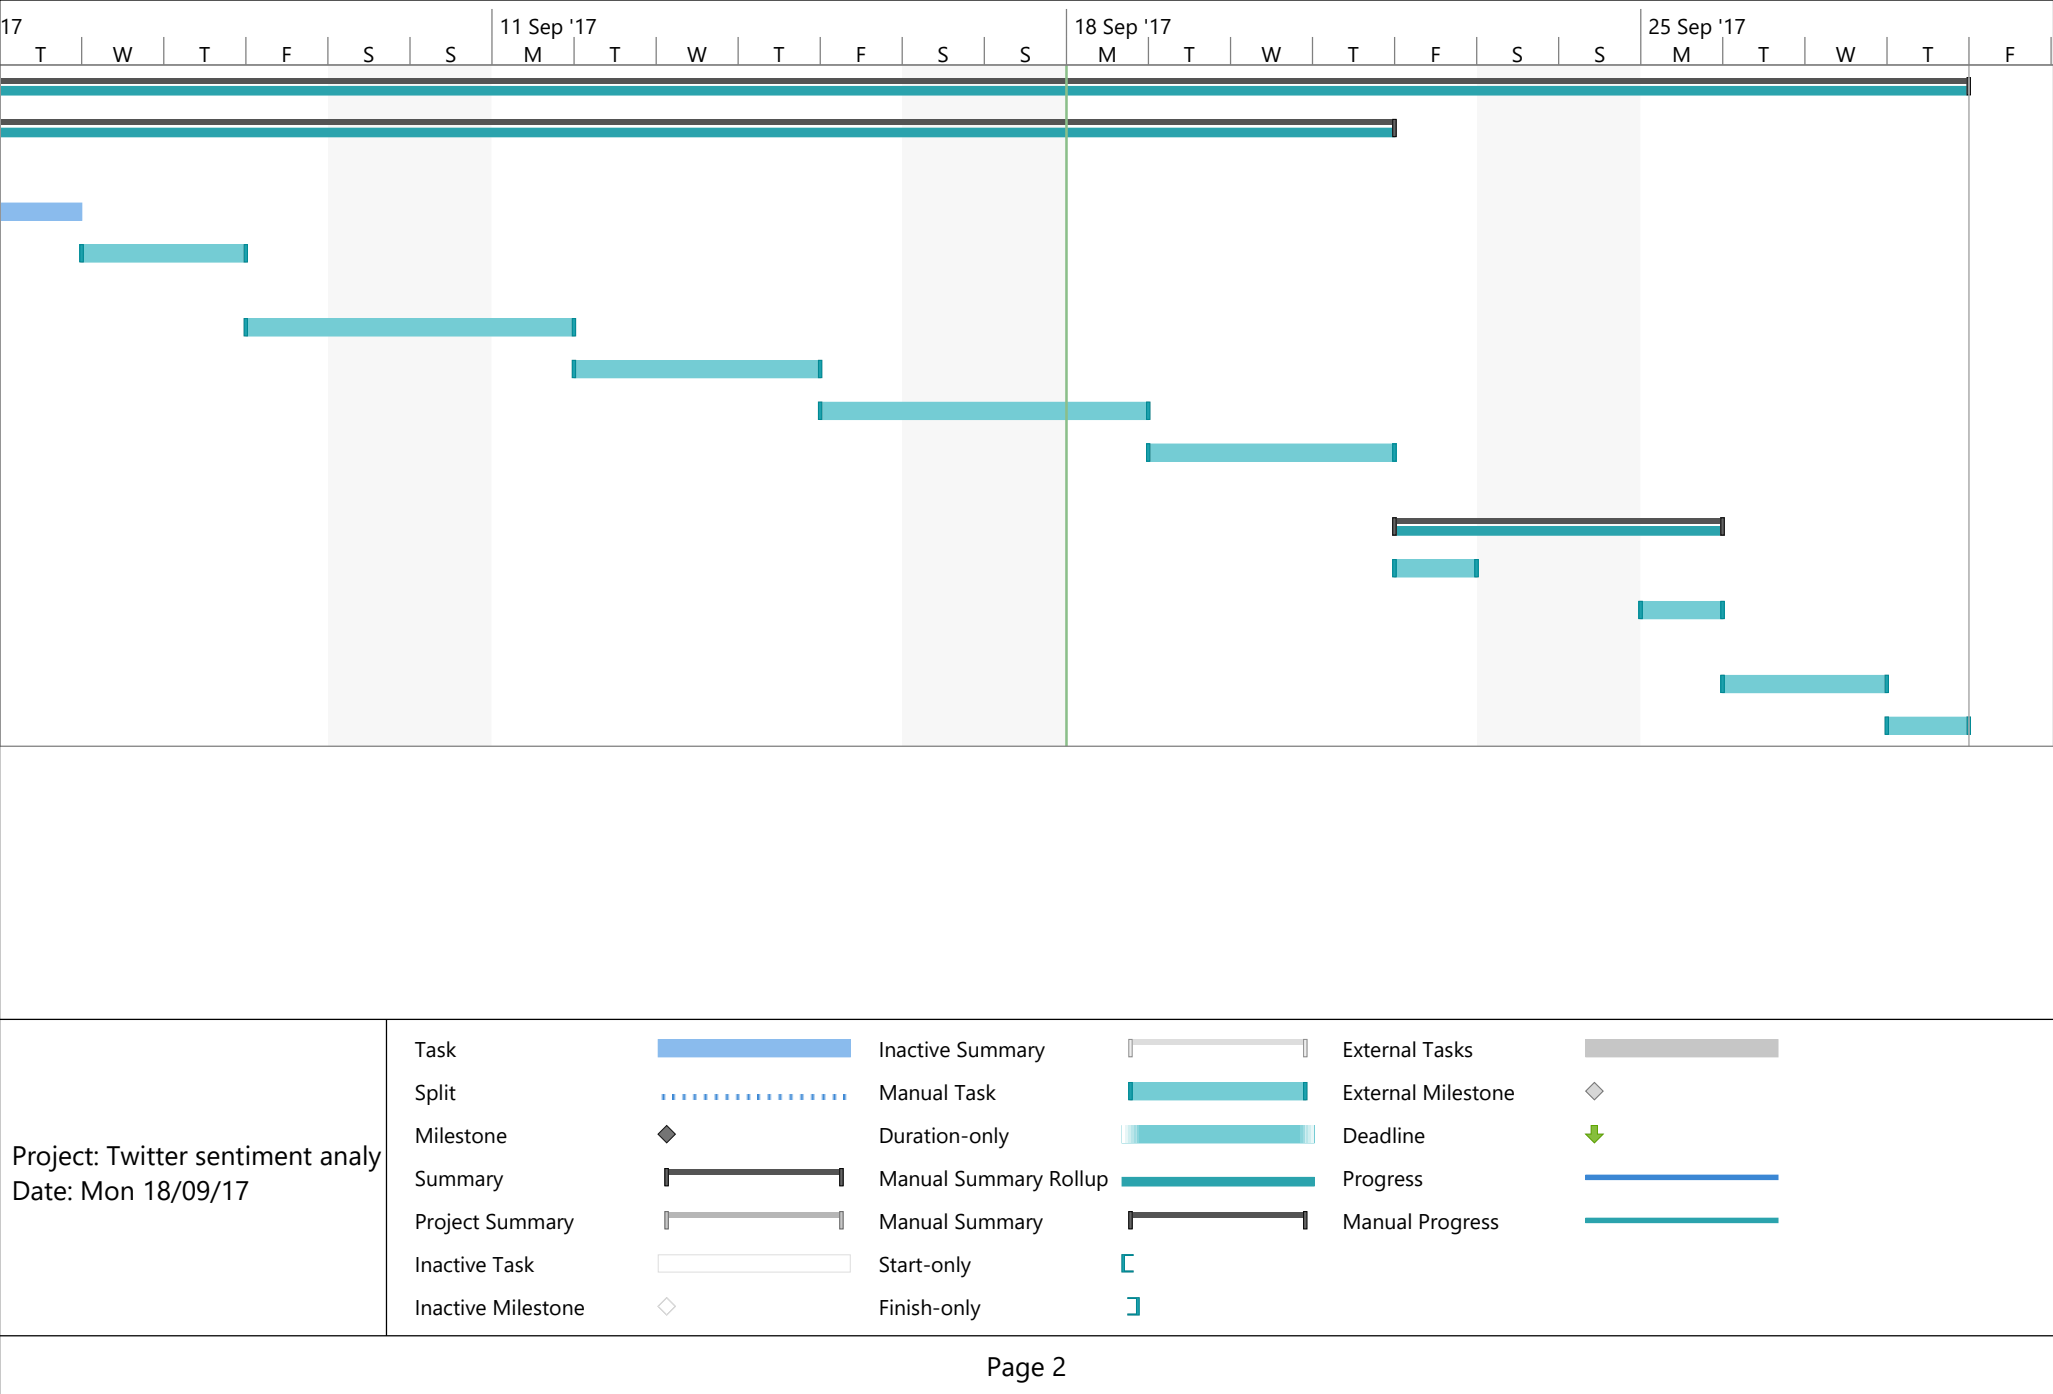 17 11 Sep '17 18 Sep '17 25 Sep '17
T W T F S S M T W T F S S M T W T F S S M T W T F
Task Inactive Summary External Tasks
Split Manual Task External Milestone
Milestone Duration-only Deadline
Project: Twitter sentiment analy
Summary Manual Summary Rollup Progress
Date: Mon 18/09/17
Project Summary Manual Summary Manual Progress
Inactive Task Start-only
Inactive Milestone Finish-only
Page 2